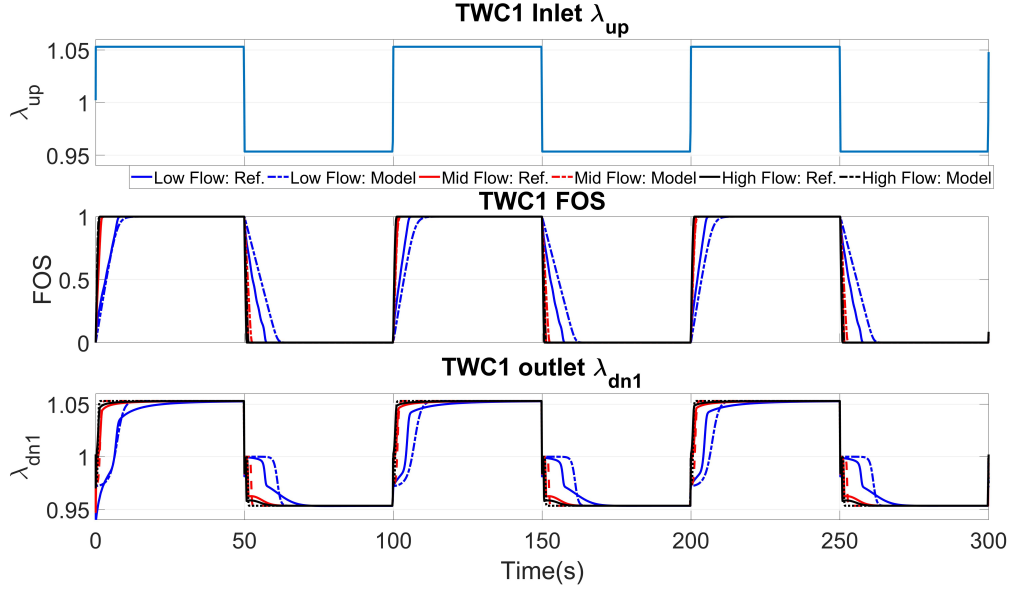 TWC1 Inlet λup
1.05
1
0.95
λup
Low Flow: Ref. Low Flow: Model Mid Flow: Ref. Mid Flow: Model High Flow: Ref. High Flow: Model
TWC1 FOS
1
0.5
0
FOS
TWC1 outlet λdn1
1.05
1
0.95
λdn1
0 50 100 150 200 250 300
Time(s)